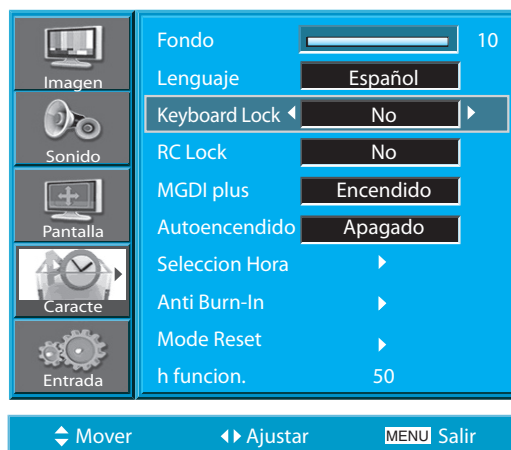 Imagen
Sonido
Pantalla
Caracte
Entrada
Fondo 10
Lenguaje Español
Keyboard Lock No
RC Lock No
MGDI plus Encendido
Autoencendido Apagado
Seleccion Hora
Anti Burn-In
Mode Reset
h funcion. 50
Mover Ajustar MENU Salir